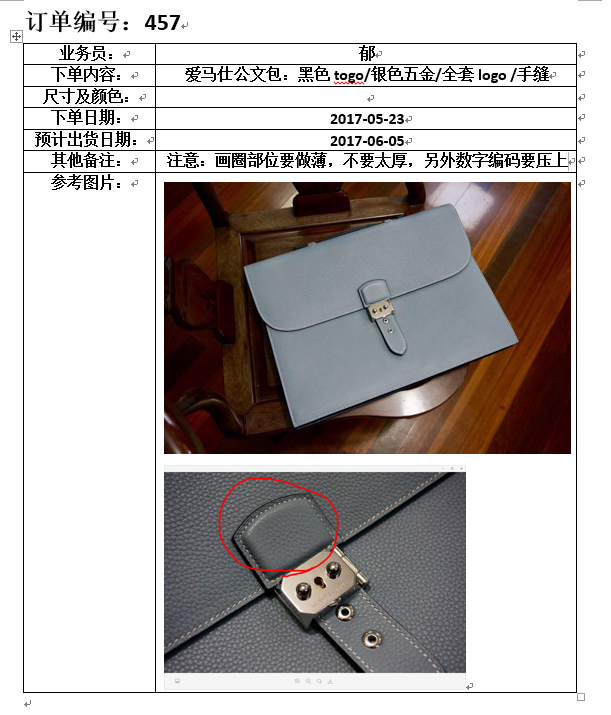 订单编号：457
业务员： 郁
下单内容： 爱马仕公文包：黑色 togo/银色五金/全套 logo /手缝
尺寸及颜色：
下单日期： 2017-05-23
预计出货日期： 2017-06-05
其他备注： 注意：画圈部位要做薄，不要太厚，另外数字编码要压上
参考图片：